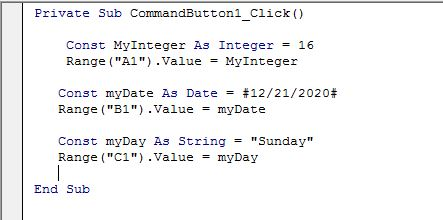 Private Sub CommandButton1_Click()
Const MyInteger As Integer = 16
Range("A1").Value = MyInteger
Const myDate As Date = #12/21/2020#
Range("B1").Value = myDate
Const myDay As String = "Sunday"
Range("C1").Value = myDay
End Sub